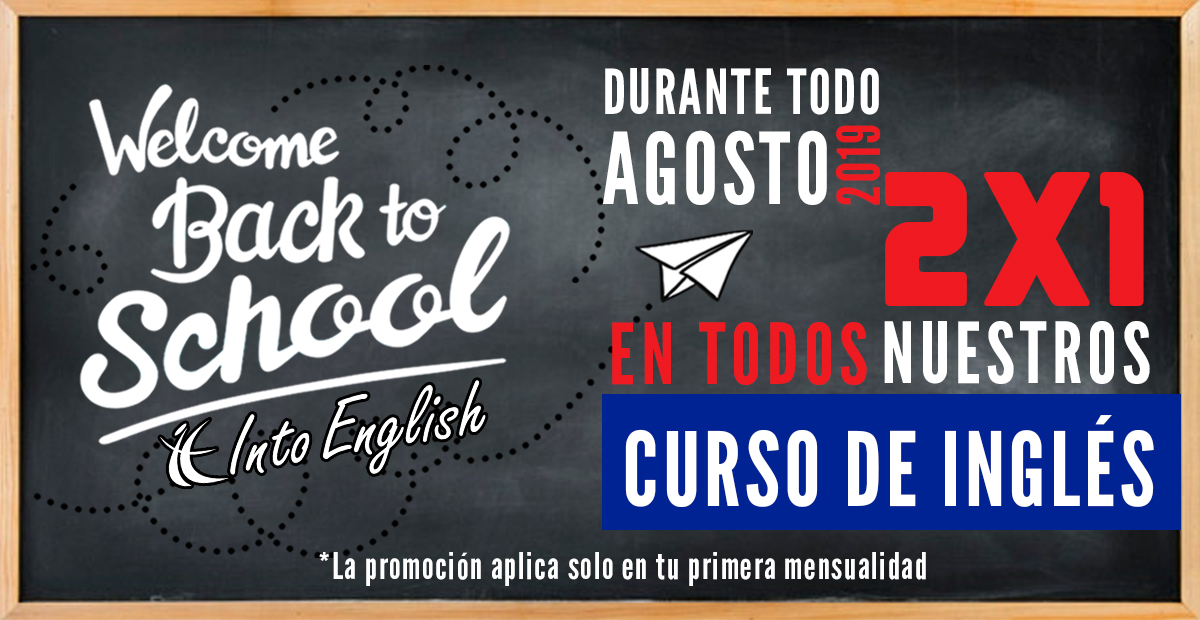 Welcome
Back to
School
Into English
DURANTE TODO
AGOSTO 2019
2X1
EN TODOS NUESTROS
CURSO DE INGLÉS
*La promoción aplica solo en tu primera mensualidad